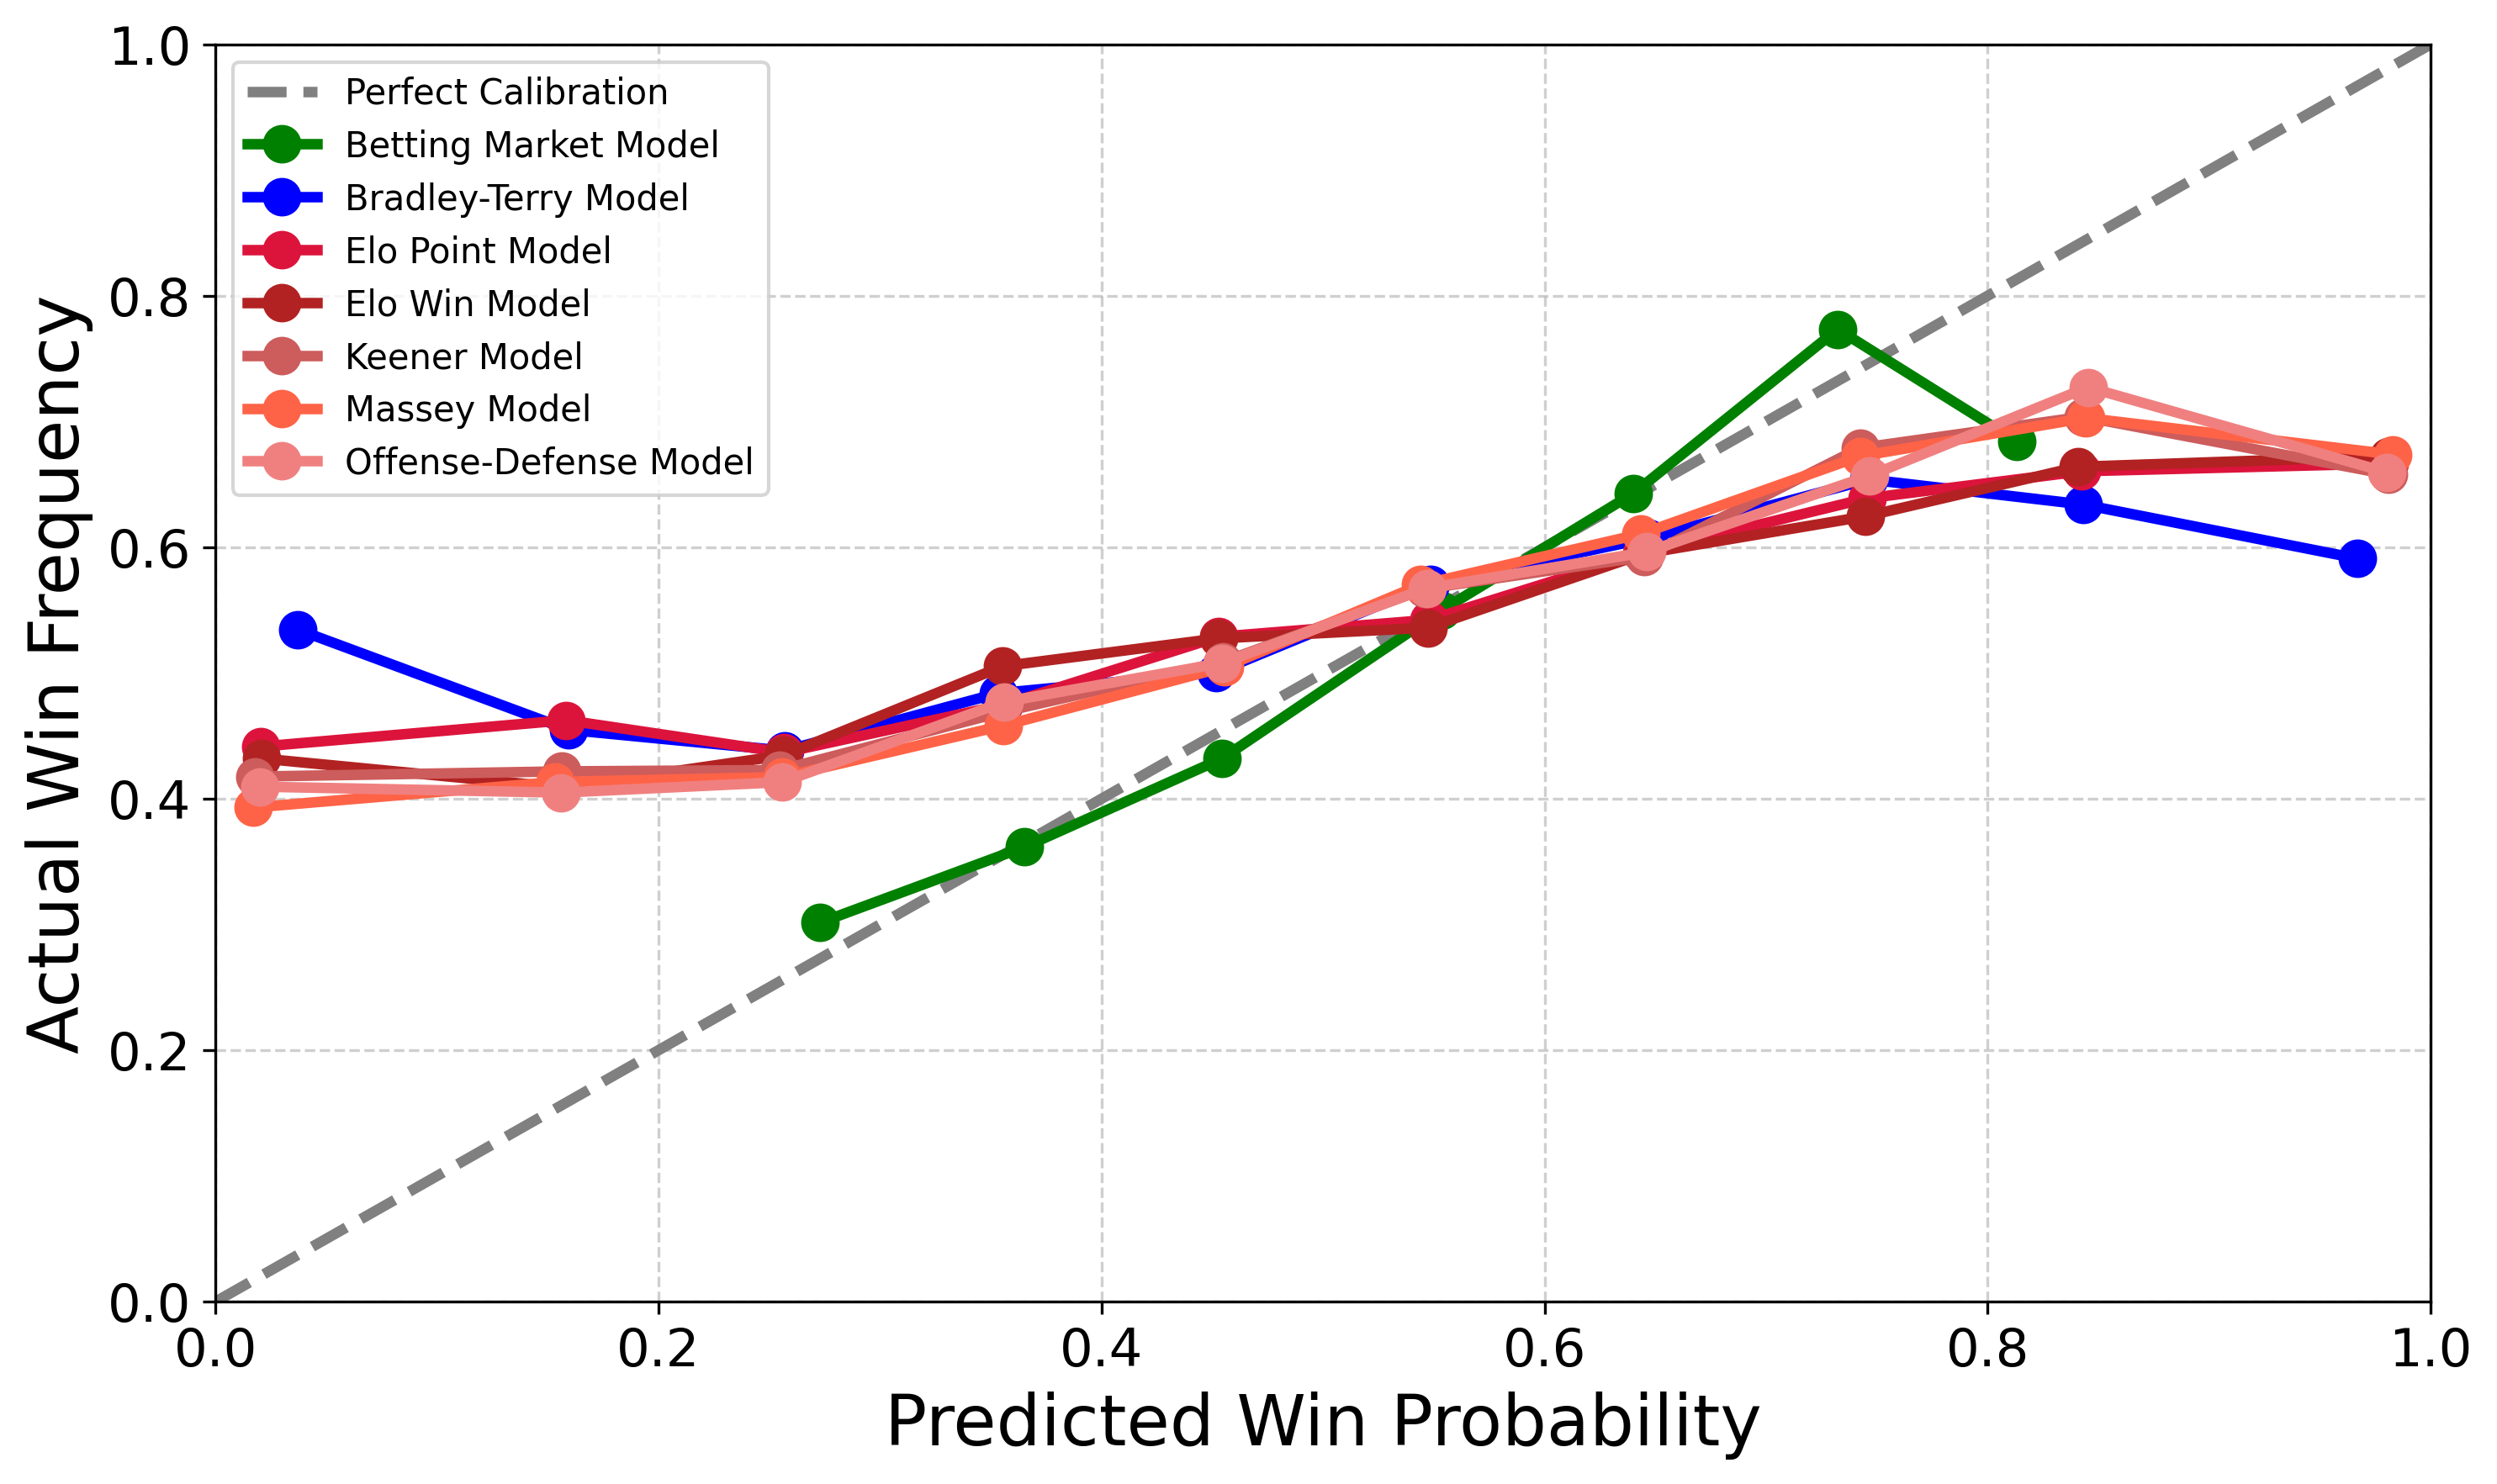 Actual Win Frequency
1.0
0.8
0.6
0.4
0.2
0.0
Perfect Calibration
Betting Market Model
Bradley-Terry Model
Elo Point Model
Elo Win Model
Keener Model
Massey Model
Offense-Defense Model
0.0 0.2 0.4 0.6 0.8 1.0
Predicted Win Probability